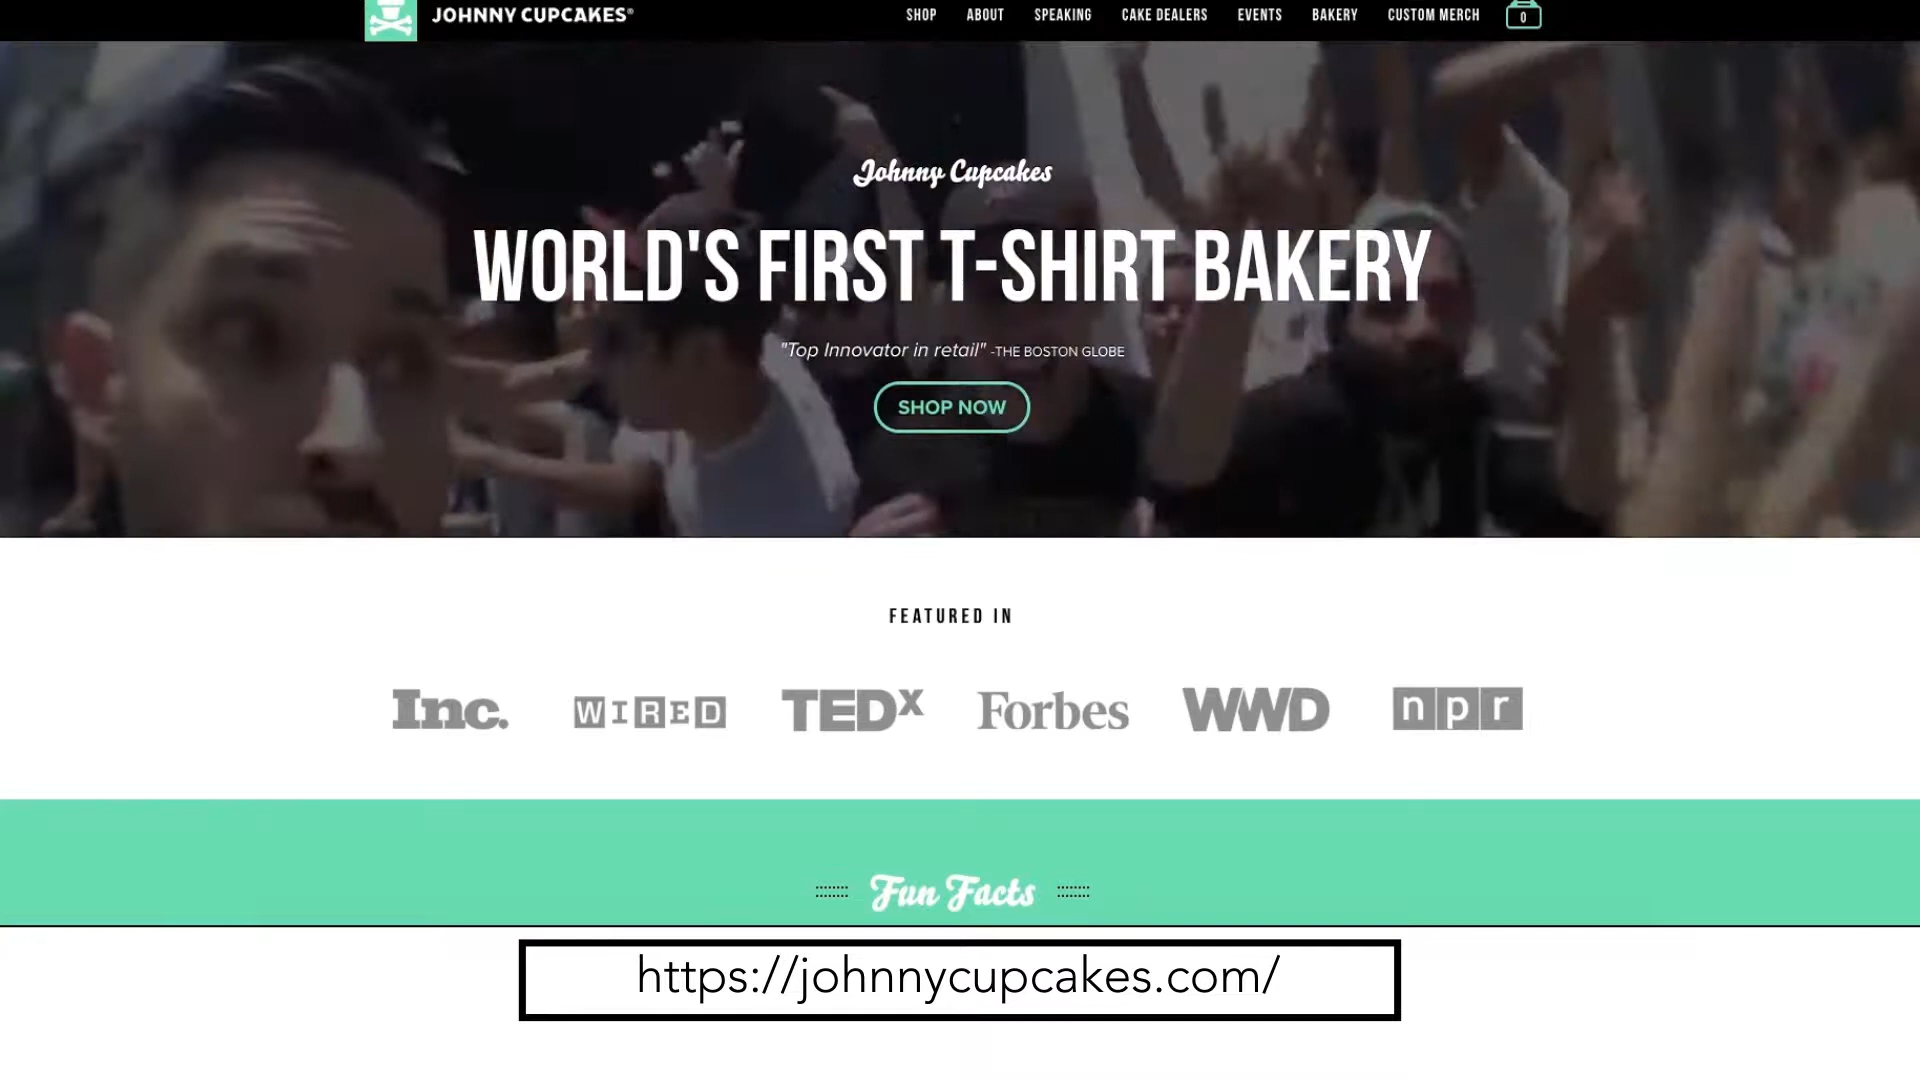 JOHNNY CUPCAKES®
SHOP ABOUT SPEAKING CAKE DEALERS EVENTS BAKERY CUSTOM MERCH 0
Johnny Cupcakes
WORLD'S FIRST T-SHIRT BAKERY
"Top Innovator in retail" -THE BOSTON GLOBE
SHOP NOW
FEATURED IN
Inc. WIRED TEDx Forbes WWD npr
Fun Facts
https://johnnycupcakes.com/